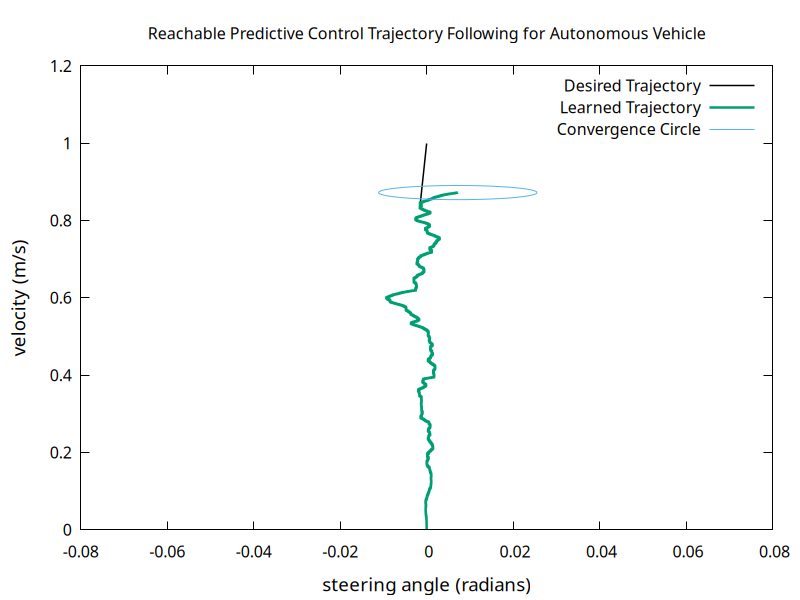 Reachable Predictive Control Trajectory Following for Autonomous Vehicle
Desired Trajectory
Learned Trajectory
Convergence Circle
1.2
1
0.8
0.6
0.4
0.2
0
velocity (m/s)
-0.08 -0.06 -0.04 -0.02 0 0.02 0.04 0.06 0.08
steering angle (radians)